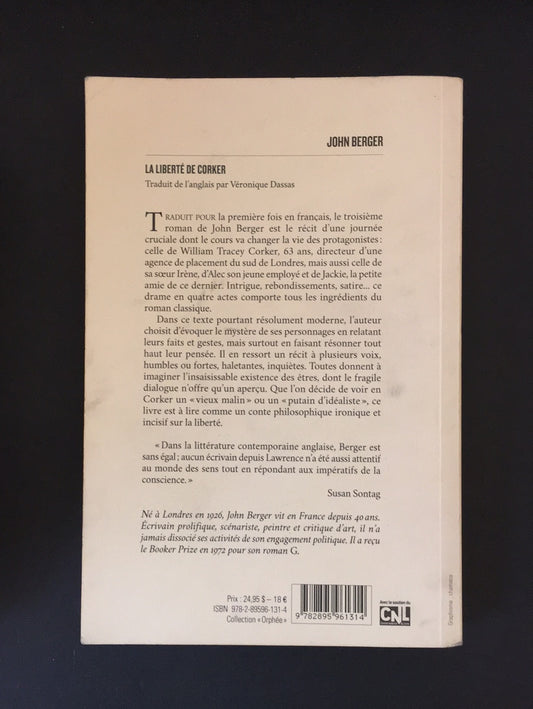 JOHN BERGER
LA LIBERTÉ DE CORKER
Traduit de l'anglais par Véronique Dassas
TRADUIT POUR la première fois en français, le troisième
roman de John Berger est le récit d'une journée
cruciale dont le cours va changer la vie des protagonistes :
celle de William Tracey Corker, 63 ans, directeur d'une
agence de placement du sud de Londres, mais aussi celle de
sa sœur Irène, d'Alec son jeune employé et de Jackie, la petite
amie de ce dernier. Intrigue, rebondissements, satire... ce
drame en quatre actes comporte tous les ingrédients du
roman classique.
Dans ce texte pourtant résolument moderne, l'auteur
choisit d'évoquer le mystère de ses personnages en relatant
leurs faits et gestes, mais surtout en faisant résonner tout
haut leur pensée. Il en ressort un récit à plusieurs voix,
humbles ou fortes, haletantes, inquiètes. Toutes donnent à
imaginer l'insaisissable existence des êtres, dont le fragile
dialogue n'offre qu'un aperçu. Que l'on décide de voir en
Corker un « vieux malin » ou un « putain d'idéaliste », ce
livre est à lire comme un conte philosophique ironique et
incisif sur la liberté.
« Dans la littérature contemporaine anglaise, Berger est
sans égal ; aucun écrivain depuis Lawrence n'a été aussi attentif
au monde des sens tout en répondant aux impératifs de la
conscience. »
Susan Sontag
Né à Londres en 1926, John Berger vit en France depuis 40 ans.
Écrivain prolifique, scénariste, peintre et critique d'art, il n'a
jamais dissocié ses activités de son engagement politique. Il a reçu
le Booker Prize en 1972 pour son roman G.
Prix : 24,95 $ – 18 €
ISBN 978-2-89596-131-4
Collection « Orphée »
9 782895 961314
Avec le soutien du
CNL
Graphisme : charmaca